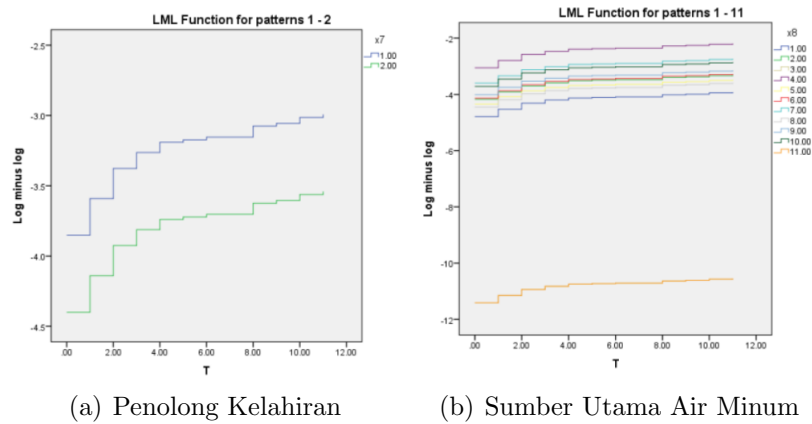 LML Function for patterns 1 - 2
x7
1.00
2.00
-2.5
-3.0
-3.5
-4.0
-4.5
Log minus log
.00 2.00 4.00 6.00 8.00 10.00 12.00
T
(a) Penolong Kelahiran
LML Function for patterns 1 - 11
x8
1.00
2.00
3.00
4.00
5.00
6.00
7.00
8.00
9.00
10.00
11.00
-2
-4
-6
-8
-10
-12
Log minus log
.00 2.00 4.00 6.00 8.00 10.00 12.00
T
(b) Sumber Utama Air Minum